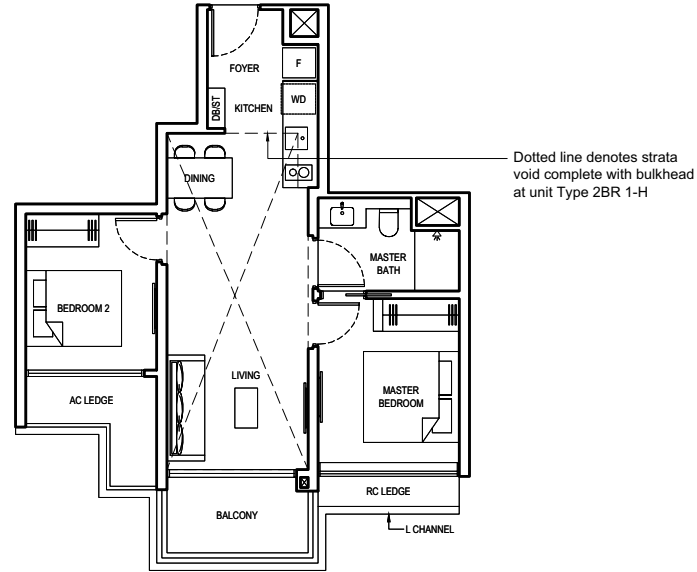 FOYER
F
DB/ST
KITCHEN
WD
Dotted line denotes strata
void complete with bulkhead
at unit Type 2BR 1-H
DINING
MASTER
BATH
BEDROOM 2
LIVING
MASTER
BEDROOM
AC LEDGE
RC LEDGE
BALCONY
L CHANNEL